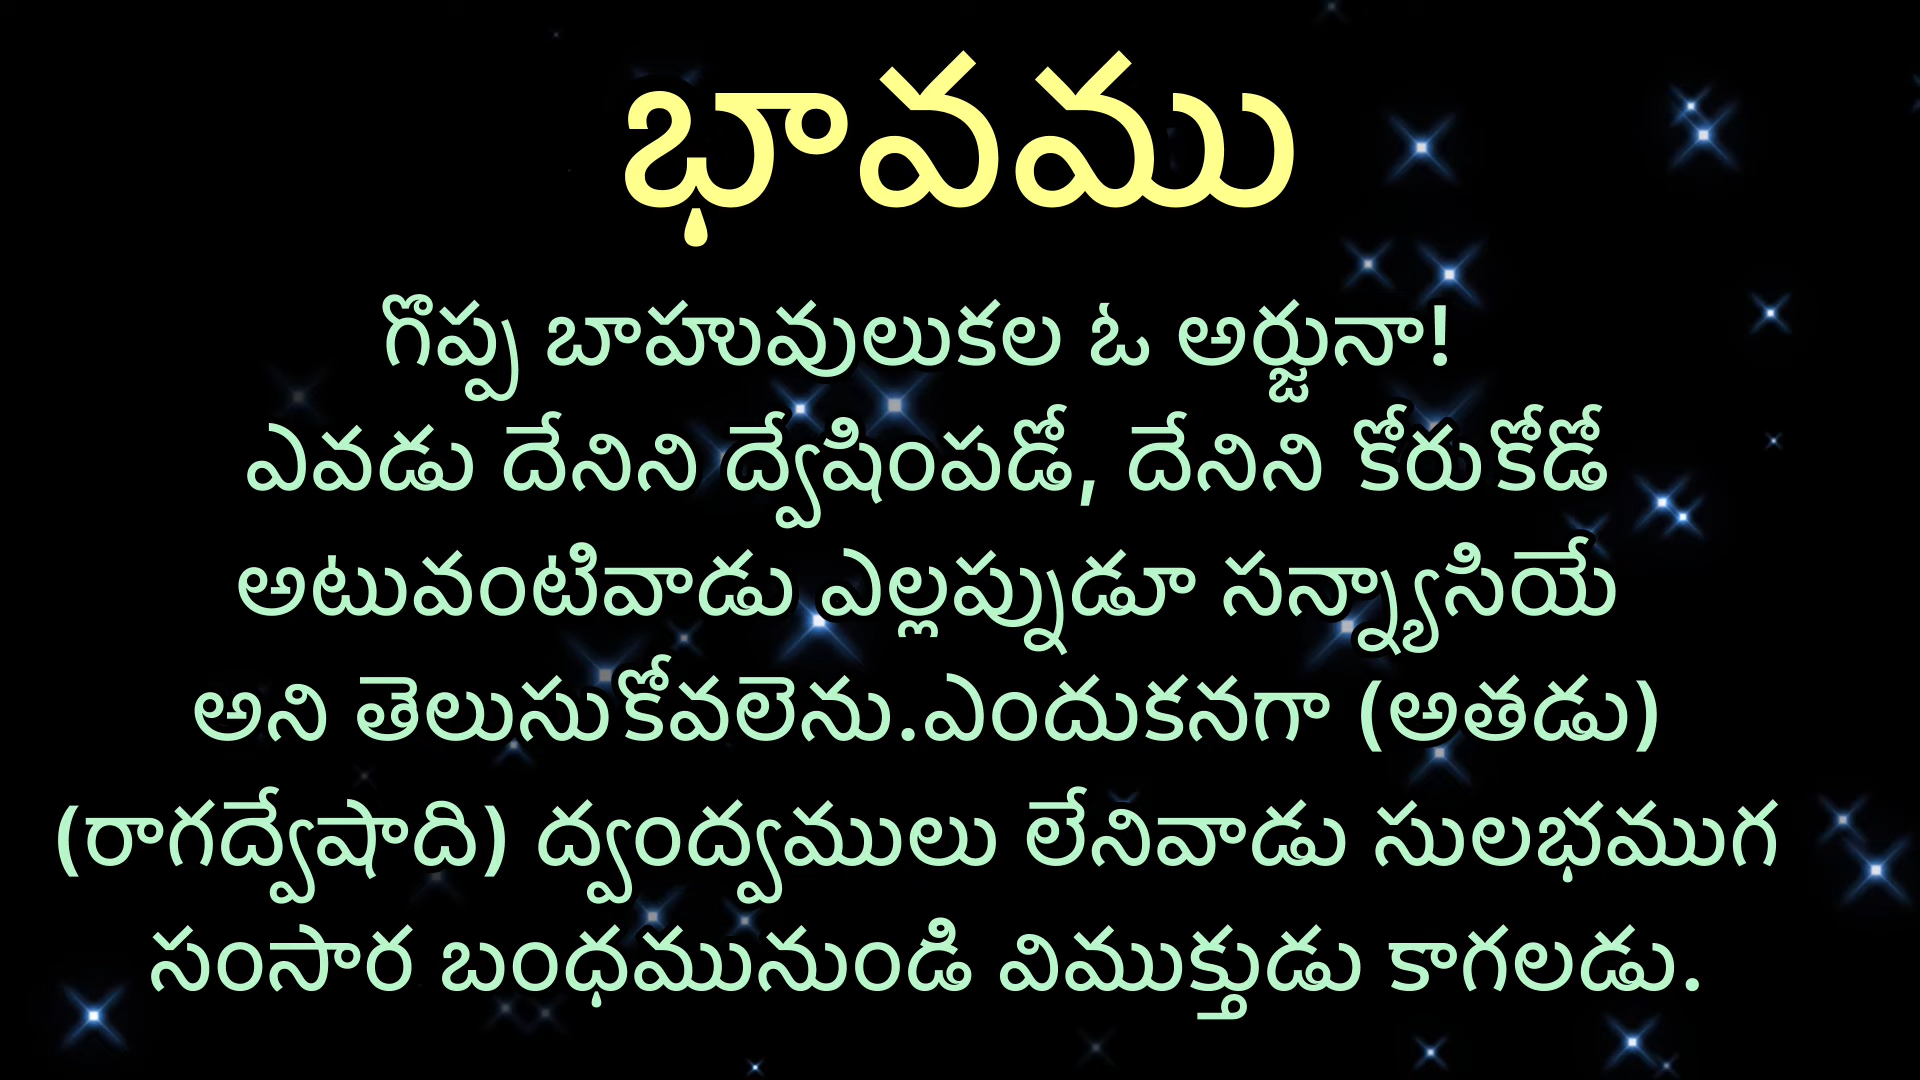 భావము
గొప్ప బాహువులుకల ఓ అర్జునా!
ఎవడు దేనిని ద్వేషింపడో, దేనిని కోరుకోడో
అటువంటివాడు ఎల్లప్నుడూ సన్న్యాసియే
అని తెలుసుకోవలెను.ఎందుకనగా (అతడు)
(రాగద్వేషాది) ద్వంద్వములు లేనివాడు సులభముగ
సంసార బంధమునుండి విముక్తుడు కాగలడు.